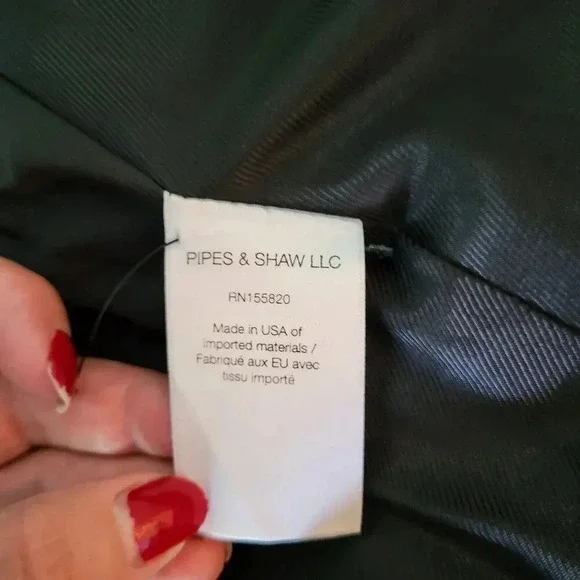 PIPES & SHAW LLC
RN155820
Made in USA of
imported materials /
Fabriqué aux EU avec
tissu importé